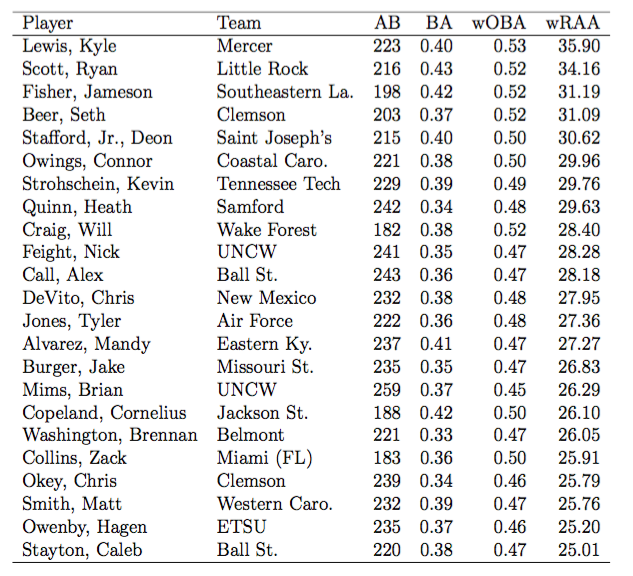 Player Team AB BA wOBA wRAA
Lewis, Kyle Mercer 223 0.40 0.53 35.90
Scott, Ryan Little Rock 216 0.43 0.52 34.16
Fisher, Jameson Southeastern La. 198 0.42 0.52 31.19
Beer, Seth Clemson 203 0.37 0.52 31.09
Stafford, Jr., Deon Saint Joseph's 215 0.40 0.50 30.62
Owings, Connor Coastal Caro. 221 0.38 0.50 29.96
Strohschein, Kevin Tennessee Tech 229 0.39 0.49 29.76
Quinn, Heath Samford 242 0.34 0.48 29.63
Craig, Will Wake Forest 182 0.38 0.52 28.40
Feight, Nick UNCW 241 0.35 0.47 28.28
Call, Alex Ball St. 243 0.36 0.47 28.18
DeVito, Chris New Mexico 232 0.38 0.48 27.95
Jones, Tyler Air Force 222 0.36 0.48 27.36
Alvarez, Mandy Eastern Ky. 237 0.41 0.47 27.27
Burger, Jake Missouri St. 235 0.35 0.47 26.83
Mims, Brian UNCW 259 0.37 0.45 26.29
Copeland, Cornelius Jackson St. 188 0.42 0.50 26.10
Washington, Brennan Belmont 221 0.33 0.47 26.05
Collins, Zack Miami (FL) 183 0.36 0.50 25.91
Okey, Chris Clemson 239 0.34 0.46 25.79
Smith, Matt Western Caro. 232 0.39 0.47 25.76
Owenby, Hagen ETSU 235 0.37 0.46 25.20
Stayton, Caleb Ball St. 220 0.38 0.47 25.01